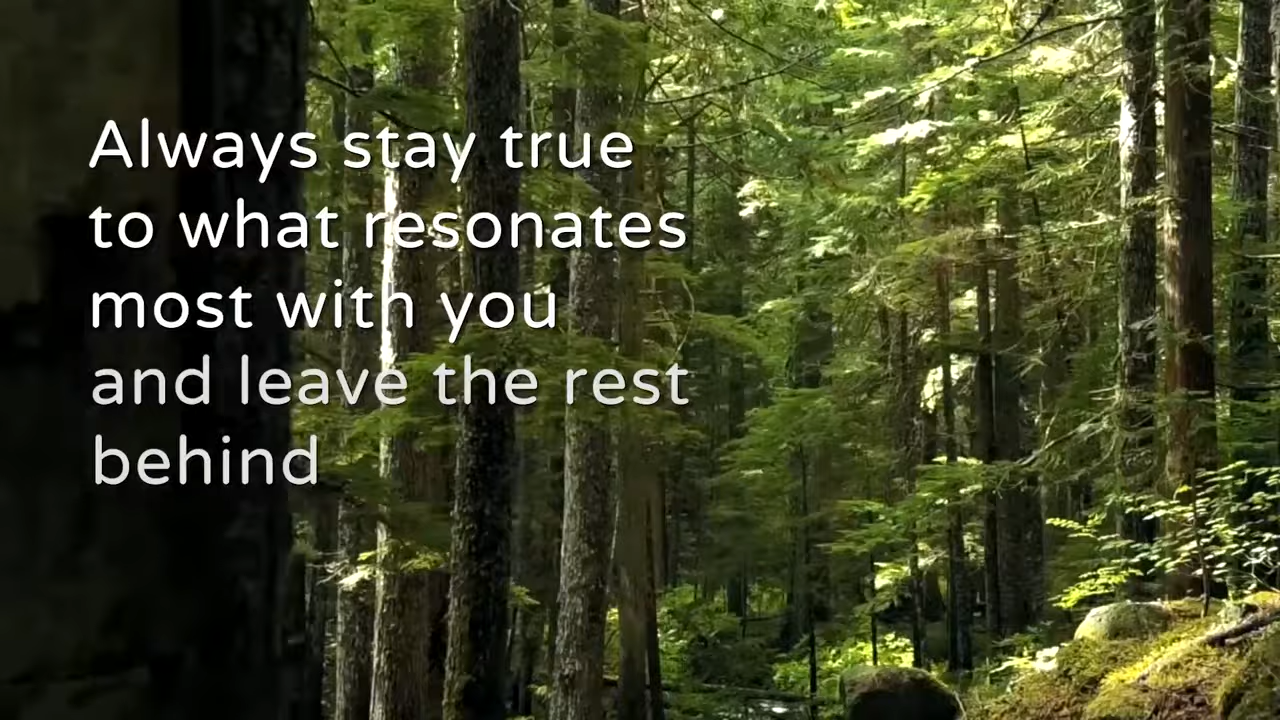 Always stay true
to what resonates
most with you
and leave the rest
behind